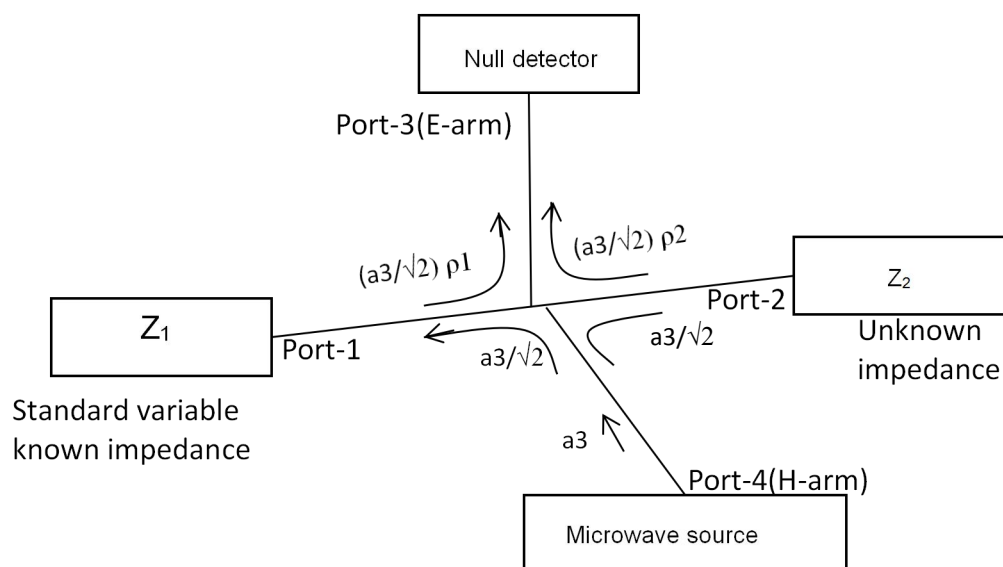 Null detector
Port-3(E-arm)
(a3/√2) ρ1
(a3/√2) ρ2
Z1
Port-1
Port-2
Z2
a3/√2
a3/√2
Unknown
impedance
Standard variable
known impedance
a3
Port-4(H-arm)
Microwave source